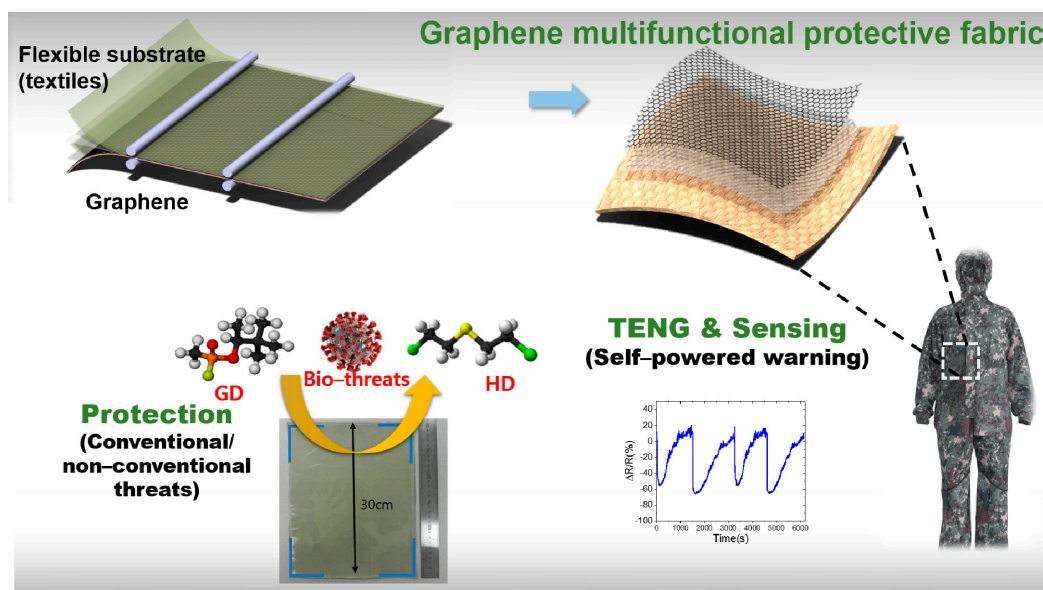 Graphene multifunctional protective fabric
Flexible substrate
(textiles)
Graphene
TENG & Sensing
(Self–powered warning)
GD
Bio–threats
HD
Protection
(Conventional/
non–conventional
threats)
30cm
ΔR/R(%)
40
20
0
-20
-40
-60
-80
-100
0 1000 2000 3000 4000 5000 6000
Time(s)